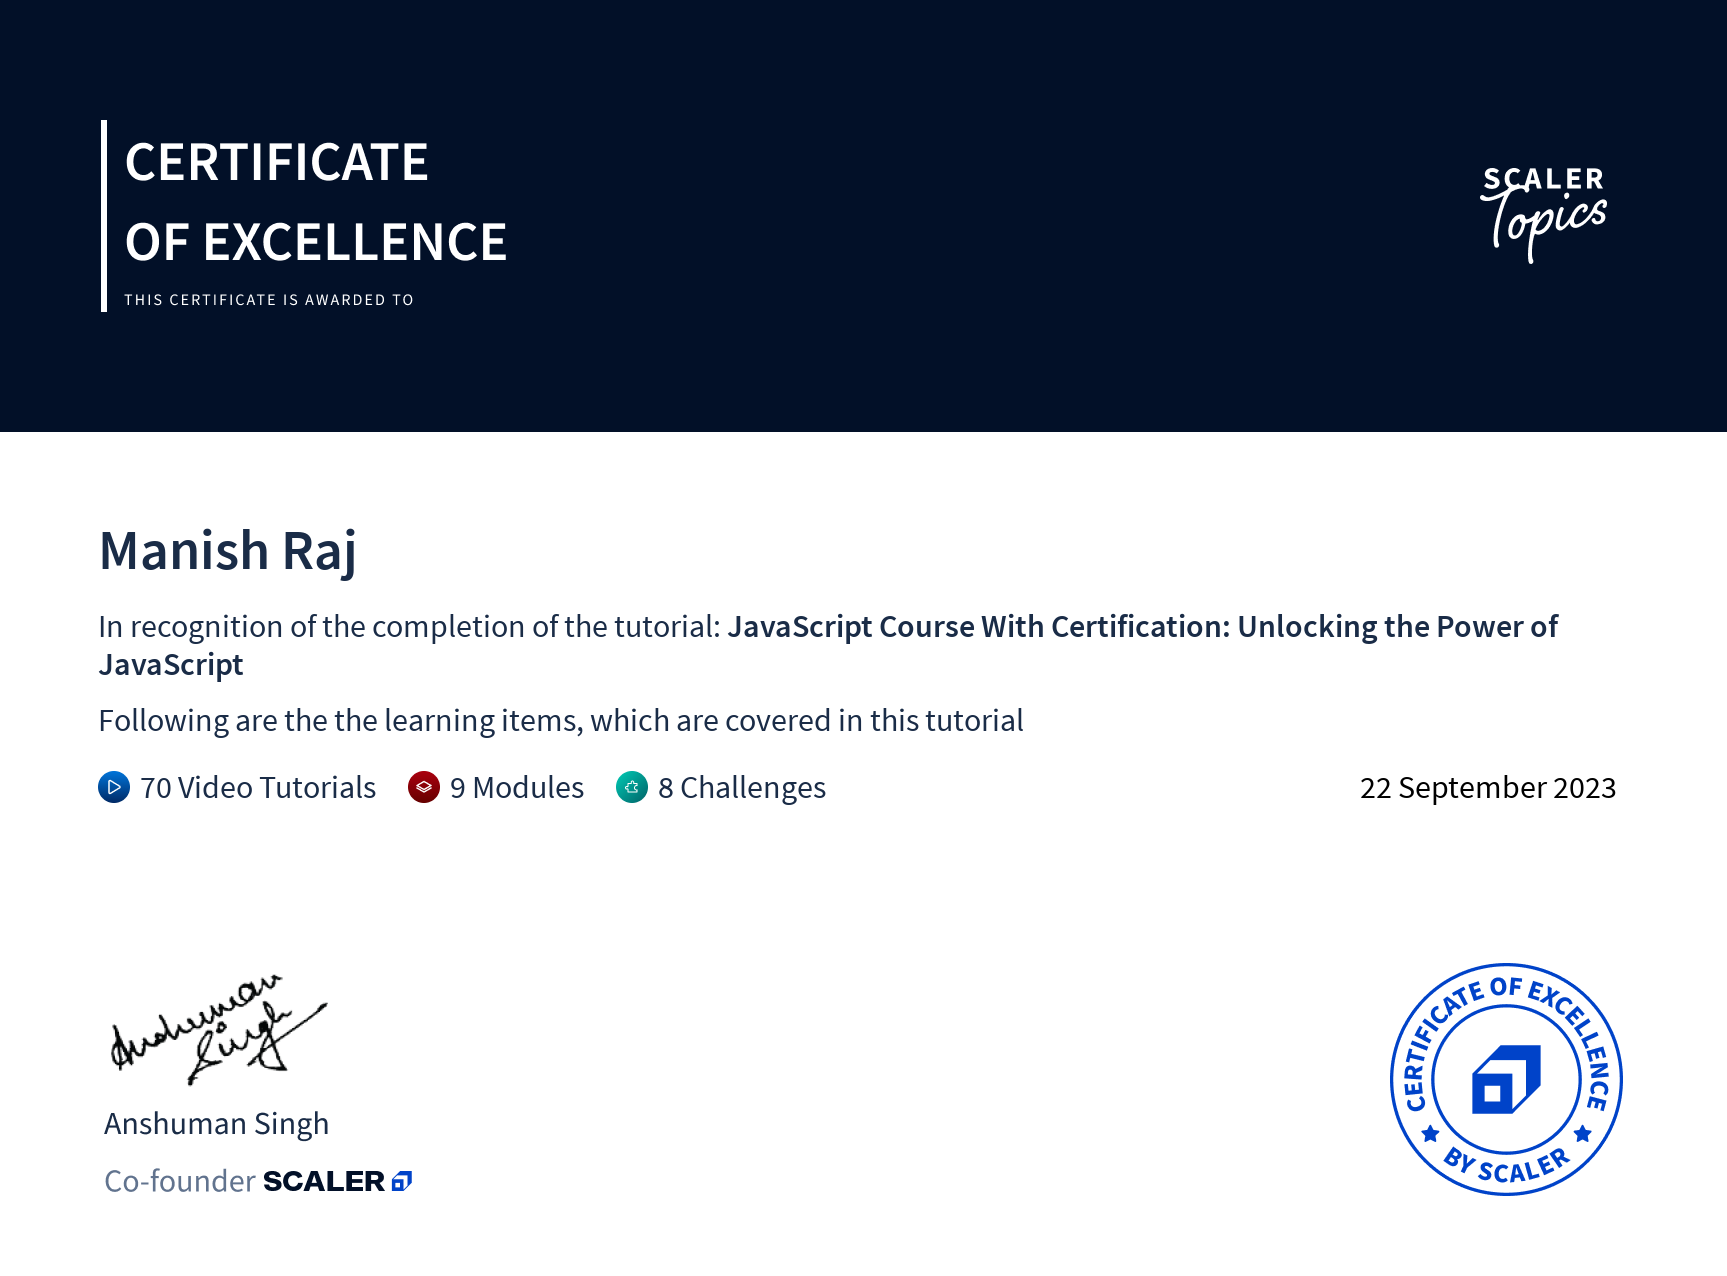 CERTIFICATE
OF EXCELLENCE
THIS CERTIFICATE IS AWARDED TO
SCALER
Topics
Manish Raj
In recognition of the completion of the tutorial: JavaScript Course With Certification: Unlocking the Power of
JavaScript
Following are the the learning items, which are covered in this tutorial
70 Video Tutorials 9 Modules 8 Challenges 22 September 2023
Anshuman
Singh
Anshuman Singh
Co-founder SCALER
CERTIFICATE OF EXCELLENCE
BY SCALER